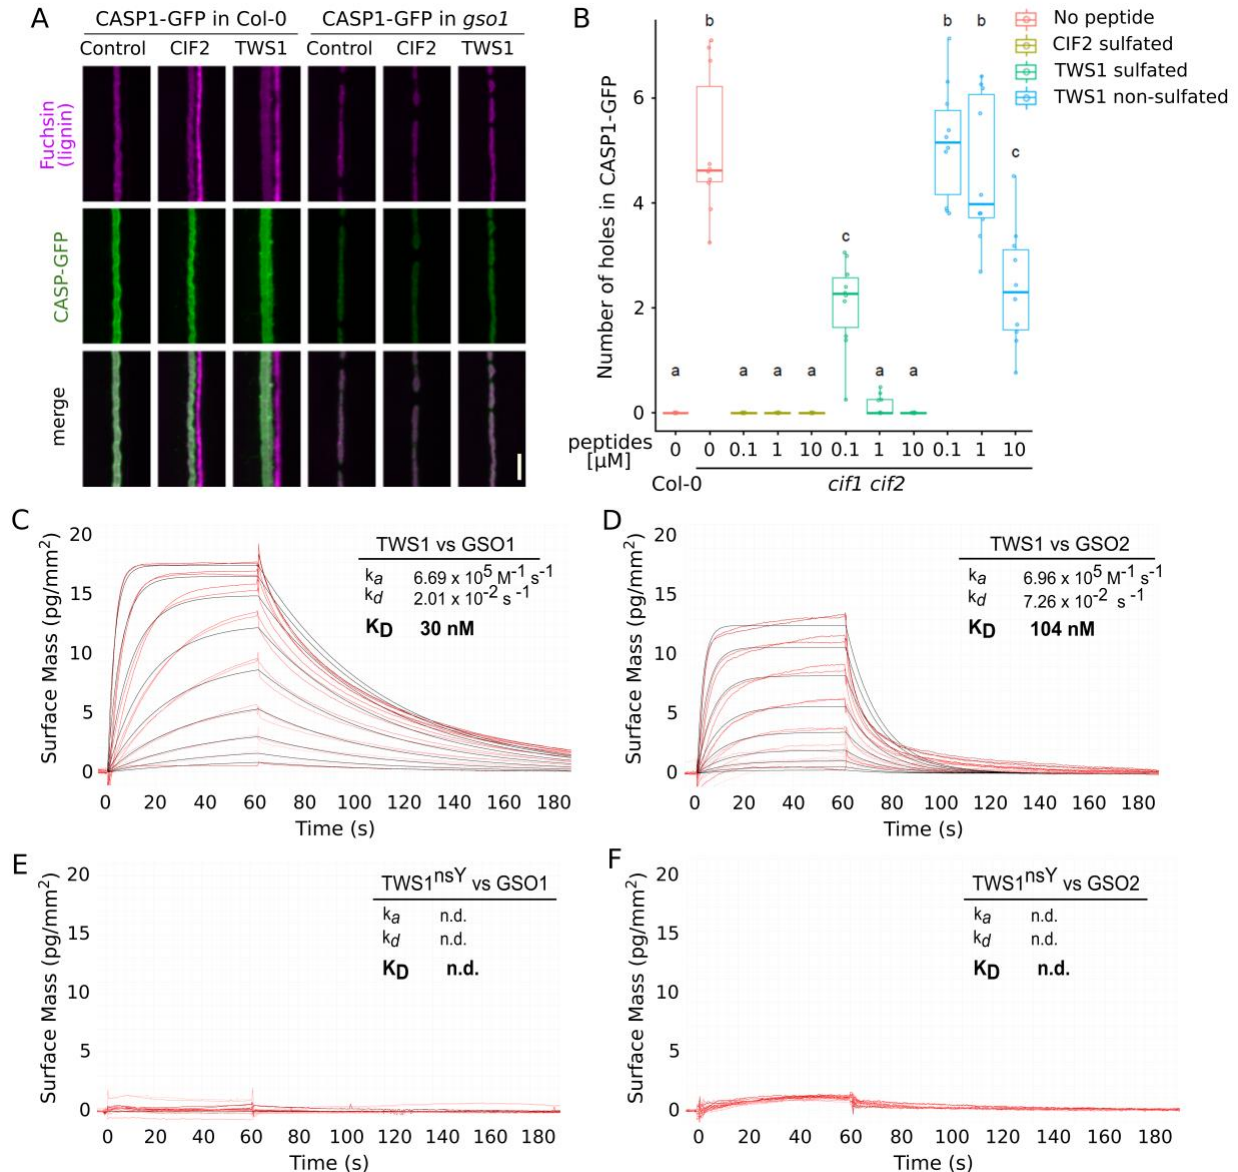 A
CASP1-GFP in Col-0 CASP1-GFP in gso1
Control CIF2 TWS1 Control CIF2 TWS1
Fuchsin
(lignin)
CASP-GFP
merge
B
No peptide
CIF2 sulfated
TWS1 sulfated
TWS1 non-sulfated
Number of holes in CASP1-GFP
6
4
2
0
a b a a a c a a b b c
peptides
[µM]
0 0 0.1 1 10 0.1 1 10 0.1 1 10
Col-0 cif1 cif2
C
TWS1 vs GSO1
ka 6.69 x 10⁵ M⁻¹ s⁻¹
kd 2.01 x 10⁻² s⁻¹
KD 30 nM
Surface Mass (pg/mm²)
20
15
10
5
0
0 20 40 60 80 100 120 140 160 180
Time (s)
D
TWS1 vs GSO2
ka 6.96 x 10⁵ M⁻¹ s⁻¹
kd 7.26 x 10⁻² s⁻¹
KD 104 nM
Surface Mass (pg/mm²)
20
15
10
5
0
0 20 40 60 80 100 120 140 160 180
Time (s)
E
TWS1ⁿˢʸ vs GSO1
ka n.d.
kd n.d.
KD n.d.
Surface Mass (pg/mm²)
20
15
10
5
0
0 20 40 60 80 100 120 140 160 180
Time (s)
F
TWS1ⁿˢʸ vs GSO2
ka n.d.
kd n.d.
KD n.d.
Surface Mass (pg/mm²)
20
15
10
5
0
0 20 40 60 80 100 120 140 160 180
Time (s)